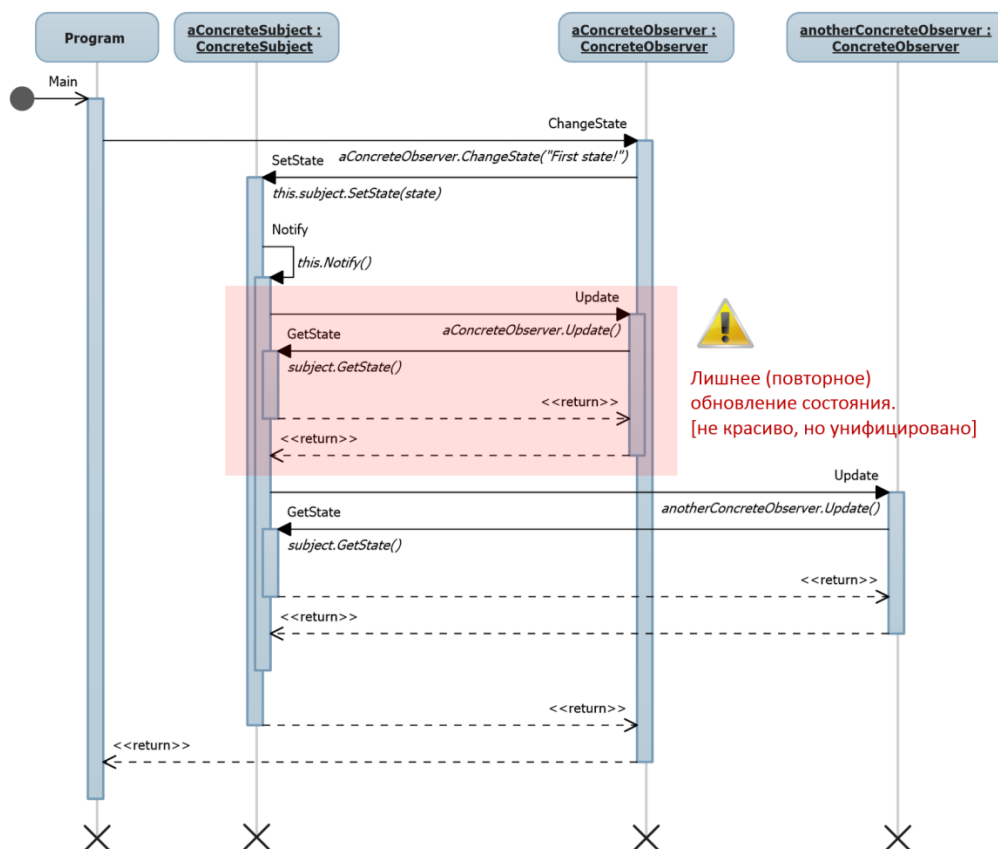 Program
aConcreteSubject :
ConcreteSubject
aConcreteObserver :
ConcreteObserver
anotherConcreteObserver :
ConcreteObserver
Main
ChangeState
aConcreteObserver.ChangeState("First state!")
SetState
this.subject.SetState(state)
Notify
this.Notify()
Update
aConcreteObserver.Update()
GetState
subject.GetState()
<<return>>
<<return>>
Лишнее (повторное)
обновление состояния.
[не красиво, но унифицировано]
Update
anotherConcreteObserver.Update()
GetState
subject.GetState()
<<return>>
<<return>>
<<return>>
<<return>>